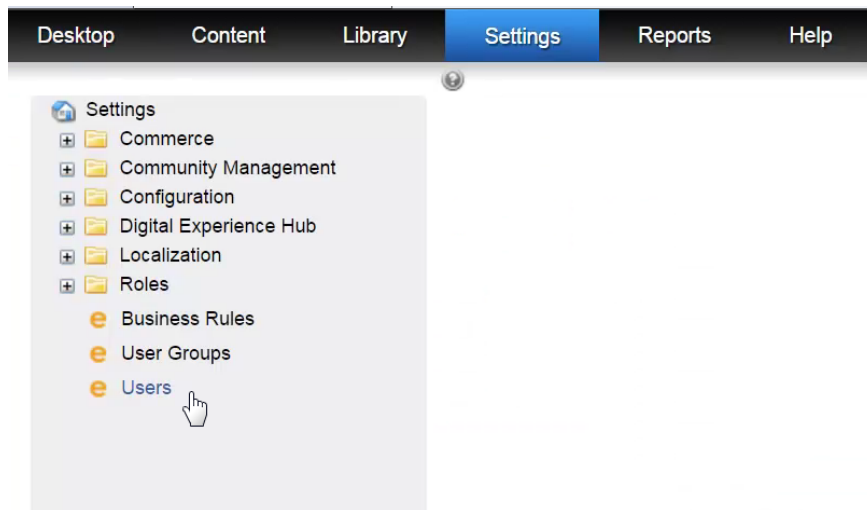 Desktop Content Library Settings Reports Help
Settings
Commerce
Community Management
Configuration
Digital Experience Hub
Localization
Roles
Business Rules
User Groups
Users